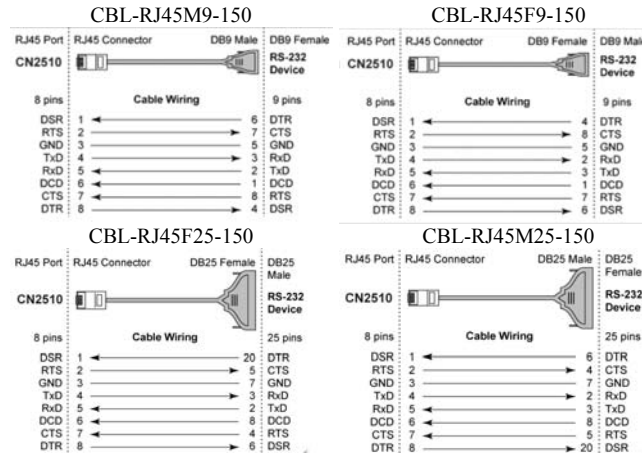 CBL-RJ45M9-150
RJ45 Port RJ45 Connector DB9 Male DB9 Female
CN2510 RS-232
Device
8 pins Cable Wiring 9 pins
DSR 1 6 DTR
RTS 2 7 CTS
GND 3 5 GND
TxD 4 3 RxD
RxD 5 2 TxD
DCD 6 1 DCD
CTS 7 8 RTS
DTR 8 4 DSR
CBL-RJ45F9-150
RJ45 Port RJ45 Connector DB9 Female DB9 Mal
CN2510 RS-232
Device
8 pins Cable Wiring 9 pins
DSR 1 4 DTR
RTS 2 8 CTS
GND 3 5 GND
TxD 4 2 RxD
RxD 5 3 TxD
DCD 6 1 DCD
CTS 7 7 RTS
DTR 8 6 DSR
CBL-RJ45F25-150
RJ45 Port RJ45 Connector DB25 Female DB25
Male
CN2510 RS-232
Device
8 pins Cable Wiring 25 pins
DSR 1 20 DTR
RTS 2 5 CTS
GND 3 7 GND
TxD 4 3 RxD
RxD 5 2 TxD
DCD 6 8 DCD
CTS 7 4 RTS
DTR 8 6 DSR
CBL-RJ45M25-150
RJ45 Port RJ45 Connector DB25 Male DB25
Female
CN2510 RS-232
Device
8 pins Cable Wiring 25 pins
DSR 1 6 DTR
RTS 2 4 CTS
GND 3 7 GND
TxD 4 2 RxD
RxD 5 3 TxD
DCD 6 8 DCD
CTS 7 5 RTS
DTR 8 20 DSR